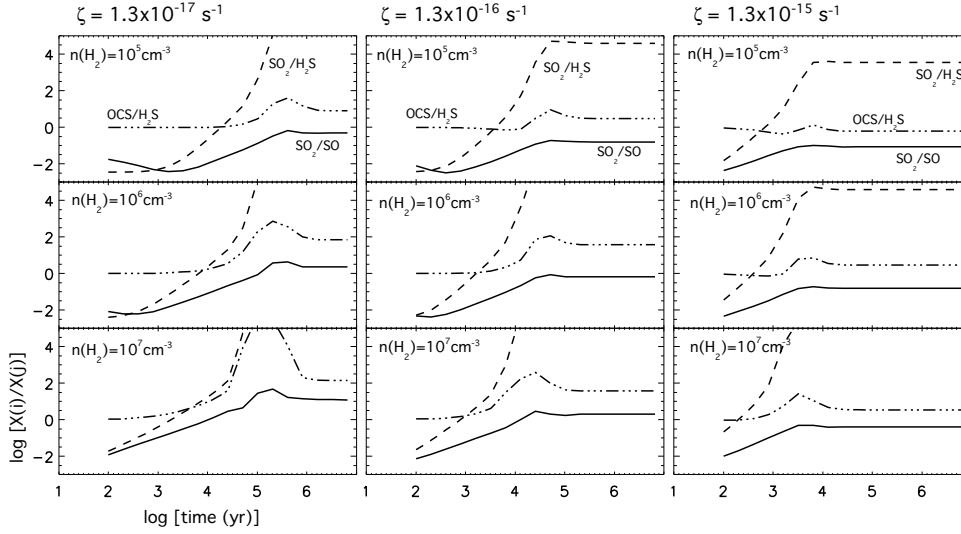 ζ = 1.3x10⁻¹⁷ s⁻¹
ζ = 1.3x10⁻¹⁶ s⁻¹
ζ = 1.3x10⁻¹⁵ s⁻¹
n(H₂)=10⁵cm⁻³
SO₂/H₂S
OCS/H₂S
SO₂/SO
n(H₂)=10⁵cm⁻³
SO₂/H₂S
OCS/H₂S
SO₂/SO
n(H₂)=10⁵cm⁻³
SO₂/H₂S
OCS/H₂S
SO₂/SO
4
2
0
−2
n(H₂)=10⁶cm⁻³
n(H₂)=10⁶cm⁻³
n(H₂)=10⁶cm⁻³
4
2
0
−2
n(H₂)=10⁷cm⁻³
n(H₂)=10⁷cm⁻³
n(H₂)=10⁷cm⁻³
4
2
0
−2
log [X(i)/X(j)]
1 2 3 4 5 6
1 2 3 4 5 6
1 2 3 4 5 6
log [time (yr)]